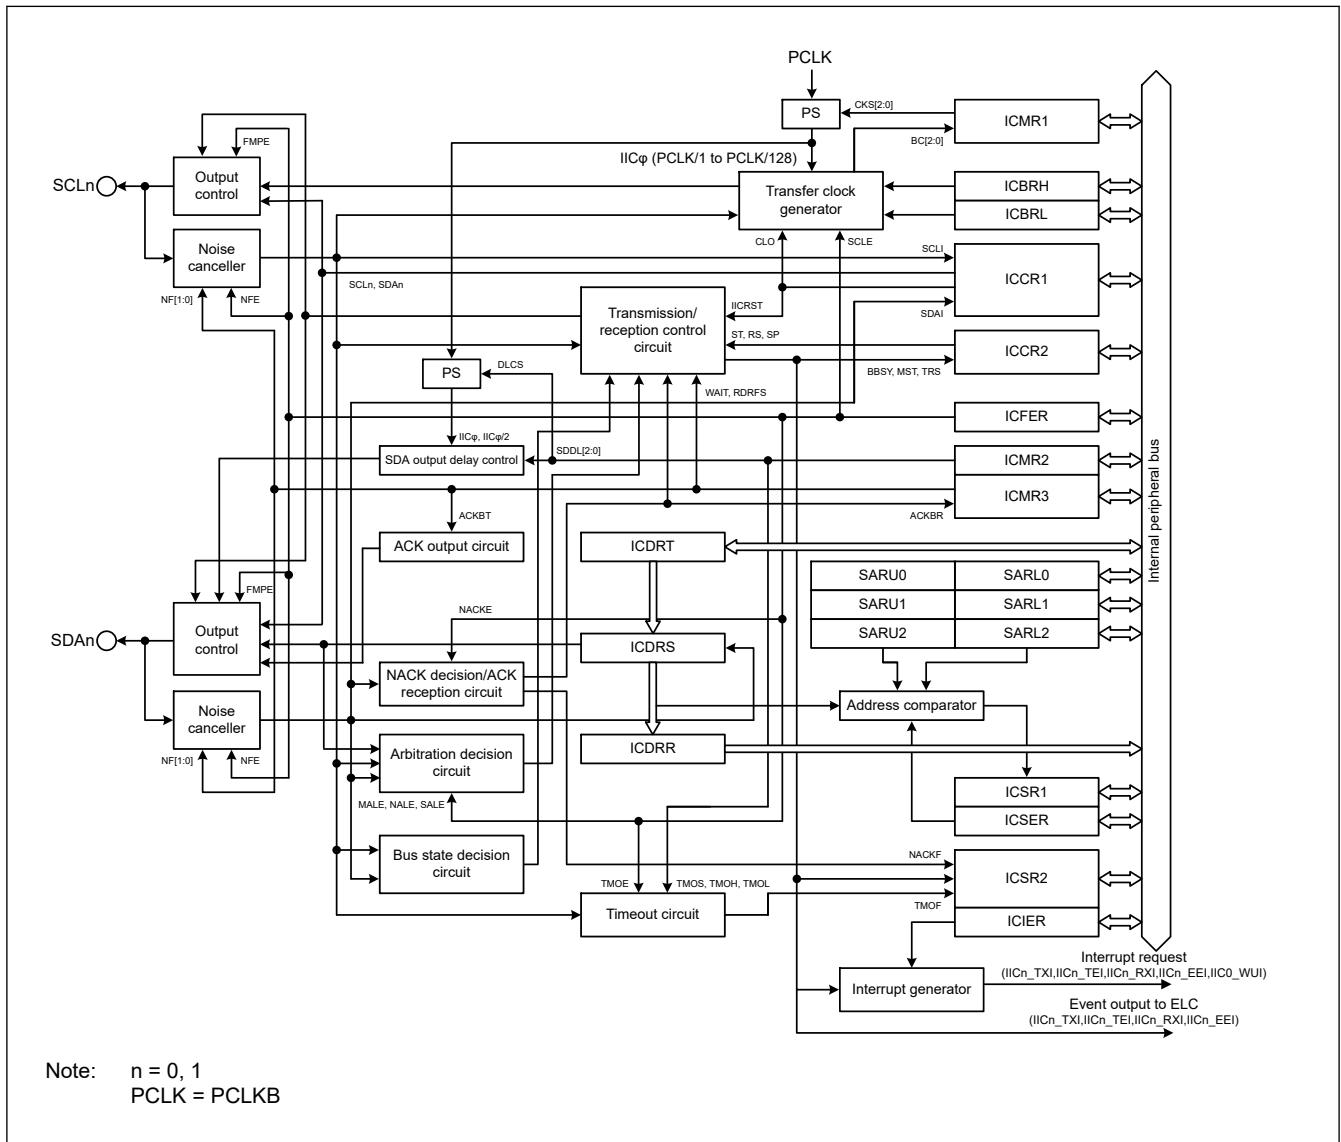 PCLK
PS
CKS[2:0]
ICMR1
BC[2:0]
FMPE
IICφ (PCLK/1 to PCLK/128)
SCLn
Output
control
Transfer clock
generator
ICBRH
ICBRL
Noise
canceller
CLO
SCLE
SCLI
ICCR1
SCLn, SDAn
NF[1:0]
NFE
IICRST
SDAI
Transmission/
reception control
circuit
ST, RS, SP
ICCR2
BBSY, MST, TRS
PS
DLCS
WAIT, RDRFS
ICFER
IICφ, IICφ/2
SDA output delay control
SDDL[2:0]
ICMR2
ICMR3
ACKBT
ACKBR
Internal peripheral bus
ACK output circuit
ICDRT
SARU0
SARL0
FMPE
SARU1
SARL1
NACKE
SDAn
Output
control
ICDRS
SARU2
SARL2
NACK decision/ACK
reception circuit
Address comparator
Noise
canceller
NF[1:0]
NFE
Arbitration decision
circuit
ICDRR
MALE, NALE, SALE
ICSR1
ICSER
Bus state decision
circuit
NACKF
ICSR2
TMOE
TMOS, TMOH, TMOL
TMOF
Timeout circuit
ICIER
Interrupt request
(IICn_TXI,IICn_TEI,IICn_RXI,IICn_EEI,IIC0_WUI)
Interrupt generator
Event output to ELC
(IICn_TXI,IICn_TEI,IICn_RXI,IICn_EEI)
Note: n = 0, 1
PCLK = PCLKB